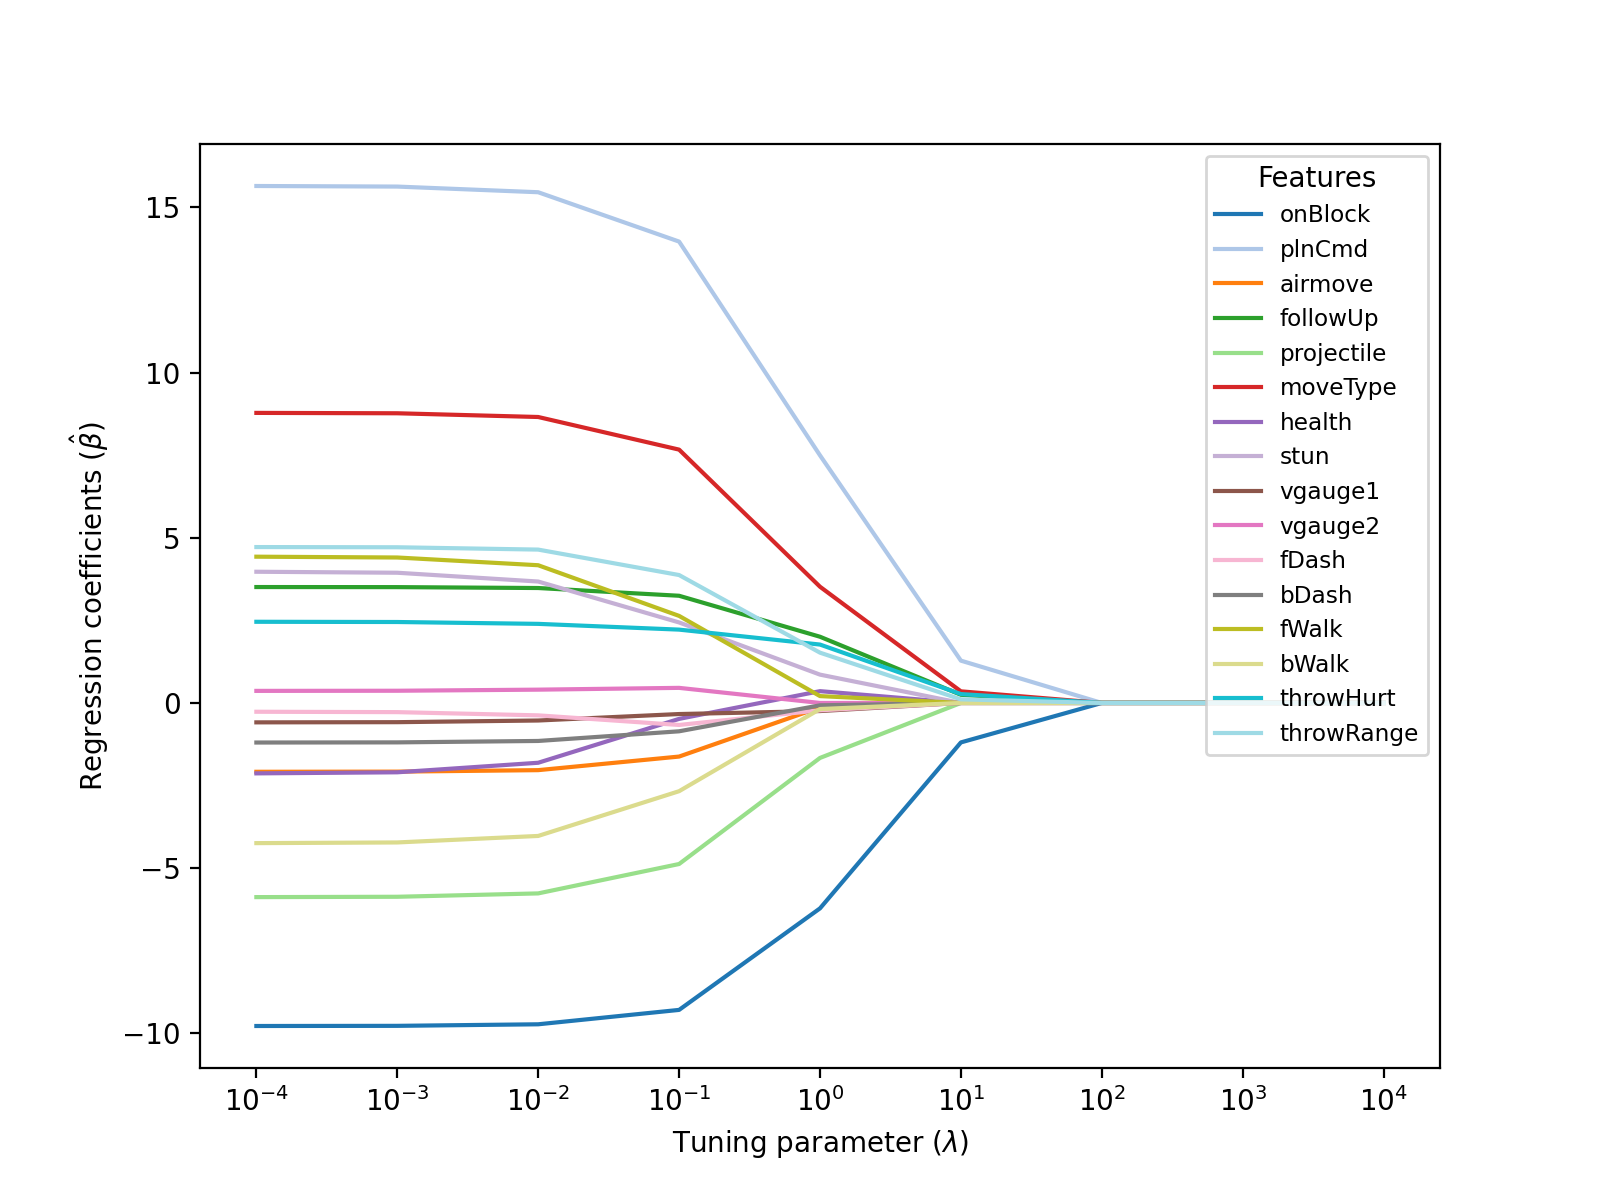 Features
onBlock
plnCmd
airmove
followUp
projectile
moveType
health
stun
vgauge1
vgauge2
fDash
bDash
fWalk
bWalk
throwHurt
throwRange
15
10
5
0
−5
−10
Regression coefficients (β̂)
10⁻⁴ 10⁻³ 10⁻² 10⁻¹ 10⁰ 10¹ 10² 10³ 10⁴
Tuning parameter (λ)